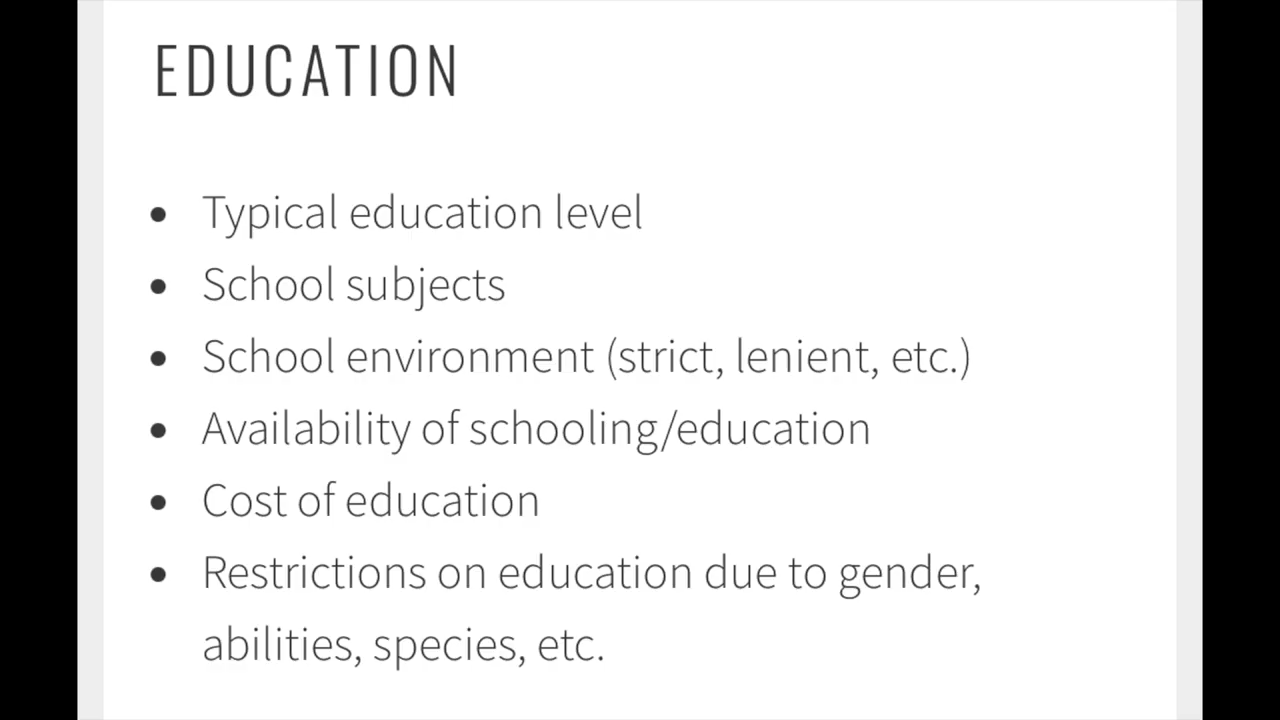 EDUCATION
• Typical education level
• School subjects
• School environment (strict, lenient, etc.)
• Availability of schooling/education
• Cost of education
• Restrictions on education due to gender,
abilities, species, etc.